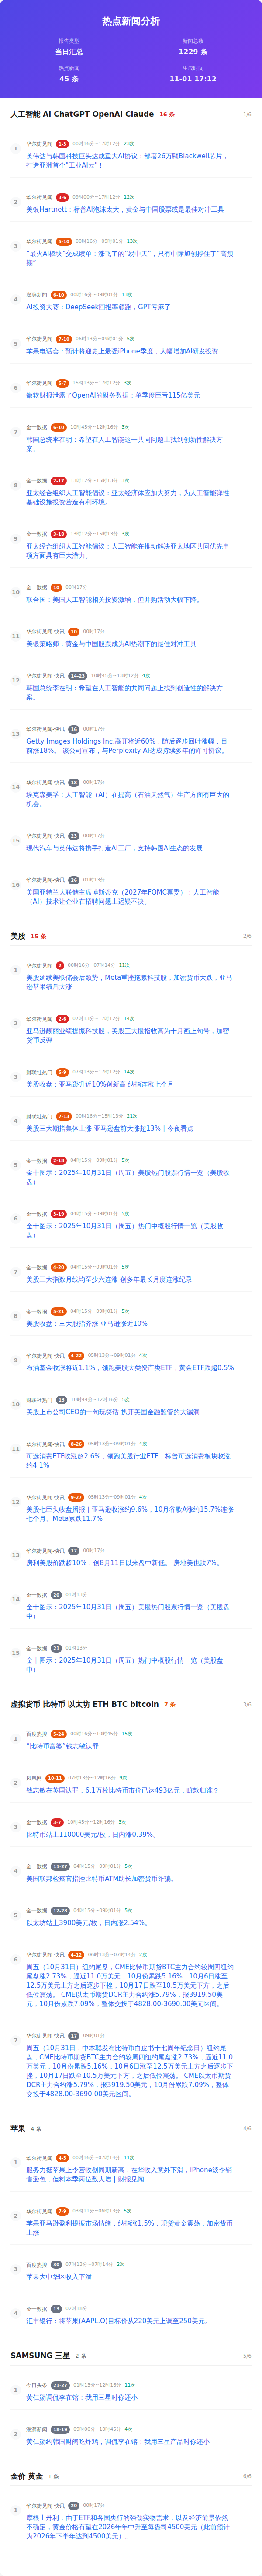 热点新闻分析
报告类型
新闻总数
当日汇总
1229 条
热点新闻
生成时间
45 条
11-01 17:12
人工智能 AI ChatGPT OpenAI Claude 16 条 1/6
1 华尔街见闻 1-3 00时16分~17时12分 23次
英伟达与韩国科技巨头达成重大AI协议：部署26万颗Blackwell芯片，
打造亚洲首个"工业AI云"！
2 华尔街见闻 3-6 09时00分~17时12分 12次
美银Hartnett：标普AI泡沫太大，黄金与中国股票或是最佳对冲工具
3 华尔街见闻 5-10 00时16分~09时02分 13次
"最火AI板块"交成绩单：涨飞了的"易中天"，只有中际旭创撑住了"高预
期"
4 澎湃新闻 6-10 00时16分~09时02分 13次
AI投资大赛：DeepSeek回报率领跑，GPT亏麻了
5 华尔街见闻 7-10 06时13分~09时01分 5次
苹果电话会：预计将迎史上最强iPhone季度，大幅增加AI研发投资
6 华尔街见闻 5-7 15时13分~17时12分 3次
微软财报泄露了OpenAI的财务数据：单季度巨亏115亿美元
7 金十数据 6-10 10时45分~12时16分 3次
韩国总统李在明：希望在人工智能这一共同问题上找到创新性解决方
案。
8 金十数据 2-17 13时12分~15时13分 3次
亚太经合组织人工智能倡议：亚太经济体应加大努力，为人工智能弹性
基础设施投资营造有利环境。
9 金十数据 3-18 13时12分~15时13分 3次
亚太经合组织人工智能倡议：人工智能在推动解决亚太地区共同优先事
项方面具有巨大潜力。
10 金十数据 10 00时17分
联合国：美国人工智能相关投资激增，但并购活动大幅下降。
11 华尔街见闻-快讯 10 00时17分
美银策略师：黄金与中国股票成为AI热潮下的最佳对冲工具
12 华尔街见闻-快讯 14-23 10时45分~13时12分 4次
韩国总统李在明：希望在人工智能的共同问题上找到创造性的解决方
案。
13 华尔街见闻-快讯 16 00时17分
Getty Images Holdings Inc.高开将近60%，随后逐步回吐涨幅，目
前涨18%。 该公司宣布，与Perplexity AI达成持续多年的许可协议。
14 华尔街见闻-快讯 18 00时17分
埃克森美孚：人工智能（AI）在提高（石油天然气）生产方面有巨大的
机会。
15 华尔街见闻-快讯 23 00时17分
现代汽车与英伟达将携手打造AI工厂，支持韩国AI生态的发展
16 华尔街见闻-快讯 26 01时13分
美国亚特兰大联储主席博斯蒂克（2027年FOMC票委）：人工智能
（AI）技术让企业在招聘问题上迟疑不决。
美股 15 条 2/6
1 华尔街见闻 2 00时16分~07时14分 11次
美股延续美联储会后颓势，Meta重挫拖累科技股，加密货币大跌，亚马
逊苹果绩后大涨
2 华尔街见闻 2-6 07时13分~17时12分 14次
亚马逊靓丽业绩提振科技股，美股三大股指收高为十月画上句号，加密
货币反弹
3 财联社热门 5-9 07时13分~17时12分 14次
美股收盘：亚马逊升近10%创新高 纳指连涨七个月
4 财联社热门 7-13 00时16分~15时13分 21次
美股三大期指集体上涨 亚马逊盘前大涨超13% | 今夜看点
5 金十数据 2-18 04时15分~09时01分 5次
金十图示：2025年10月31日（周五）美股热门股票行情一览（美股收
盘）
6 金十数据 3-19 04时15分~09时01分 5次
金十图示：2025年10月31日（周五）热门中概股行情一览（美股收
盘）
7 金十数据 4-20 04时15分~09时01分 5次
美股三大指数月线均至少六连涨 创多年最长月度连涨纪录
8 金十数据 5-21 04时15分~09时01分 5次
美股收盘：三大股指齐涨 亚马逊涨近10%
9 华尔街见闻-快讯 4-22 05时13分~09时01分 4次
布油基金收涨将近1.1%，领跑美股大类资产类ETF，黄金ETF跌超0.5%
10 财联社热门 13 10时44分~12时16分 5次
美股上市公司CEO的一句玩笑话 扒开美国金融监管的大漏洞
11 华尔街见闻-快讯 8-20 05时13分~09时01分 4次
可选消费ETF收涨超2.6%，领跑美股行业ETF，标普可选消费板块收涨
约4.1%
12 华尔街见闻-快讯 9-27 05时13分~09时01分 4次
美股七巨头收盘播报｜亚马逊收涨约9.6%，10月谷歌A涨约15.7%连涨
七个月、Meta累跌11.7%
13 华尔街见闻-快讯 17 00时17分
房利美股价跌超10%，创8月11日以来盘中新低。 房地美也跌7%。
14 金十数据 20 01时13分
金十图示：2025年10月31日（周五）美股热门股票行情一览（美股盘
中）
15 金十数据 21 01时13分
金十图示：2025年10月31日（周五）热门中概股行情一览（美股盘
中）
虚拟货币 比特币 以太坊 ETH BTC bitcoin 7 条 3/6
1 百度热搜 5-24 00时16分~10时45分 15次
"比特币富婆"钱志敏认罪
2 凤凰网 10-11 07时13分~12时16分 9次
钱志敏在英国认罪，6.1万枚比特币市价已达493亿元，赃款归谁？
3 金十数据 3-7 10时45分~12时16分 3次
比特币站上110000美元/枚，日内涨0.39%。
4 金十数据 11-27 04时15分~09时01分 5次
美国联邦检察官指控比特币ATM助长加密货币诈骗。
5 金十数据 12-28 04时15分~09时01分 5次
以太坊站上3900美元/枚，日内涨2.54%。
6 华尔街见闻-快讯 4-12 06时13分~07时14分 2次
周五（10月31日）纽约尾盘，CME比特币期货BTC主力合约较周四纽约
尾盘涨2.73%，逼近11.0万美元，10月份累跌5.16%，10月6日涨至
12.5万美元上方之后逐步下挫，10月17日跌至10.5万美元下方，之
后低位震荡。 CME以太币期货DCR主力合约涨5.79%，报3919.50美
元，10月份累跌7.09%，整体交投于4828.00-3690.00美元区间。
7 华尔街见闻-快讯 17 09时01分
周五（10月31日，中本聪发布比特币白皮书十七周年纪念日）纽约尾
盘，CME比特币期货BTC主力合约较周四纽约尾盘涨2.73%，逼近11.0
万美元，10月份累跌5.16%，10月6日涨至12.5万美元上方之后逐步下
挫，10月17日跌至10.5万美元下方，之后低位震荡。 CME以太币期货
DCR主力合约涨5.79%，报3919.50美元，10月份累跌7.09%，整体交
投于4828.00-3690.00美元区间。
苹果 4 条 4/6
1 华尔街见闻 4-5 00时16分~07时14分 11次
服务力挺苹果上季营收创同期新高，在华收入意外下滑，iPhone淡季销
售逊色，但料本季两位数大增 | 财报见闻
2 华尔街见闻 7-9 03时11分~06时13分 5次
苹果亚马逊盈利提振市场情绪，纳指涨1.5%，现货黄金震荡，加密货币
上涨
3 百度热搜 30 07时13分~07时14分 2次
苹果大中华区收入下滑
4 金十数据 13 02时18分
汇丰银行：将苹果(AAPL.O)目标价从220美元上调至250美元。
SAMSUNG 三星 2 条 5/6
1 今日头条 21-27 01时13分~12时16分 11次
黄仁勋调侃李在镕：我用三星时你还小
2 澎湃新闻 18-19 09时00分~10时45分 4次
黄仁勋约韩国财阀吃炸鸡，调侃李在镕：我用三星产品时你还小
金价 黄金 1 条 6/6
1 华尔街见闻-快讯 20 00时17分
摩根士丹利：由于ETF和各国央行的强劲实物需求，以及经济前景依然
不确定，黄金价格有望在2026年年中升至每盎司4500美元（此前预计
为2026年下半年达到4500美元）。